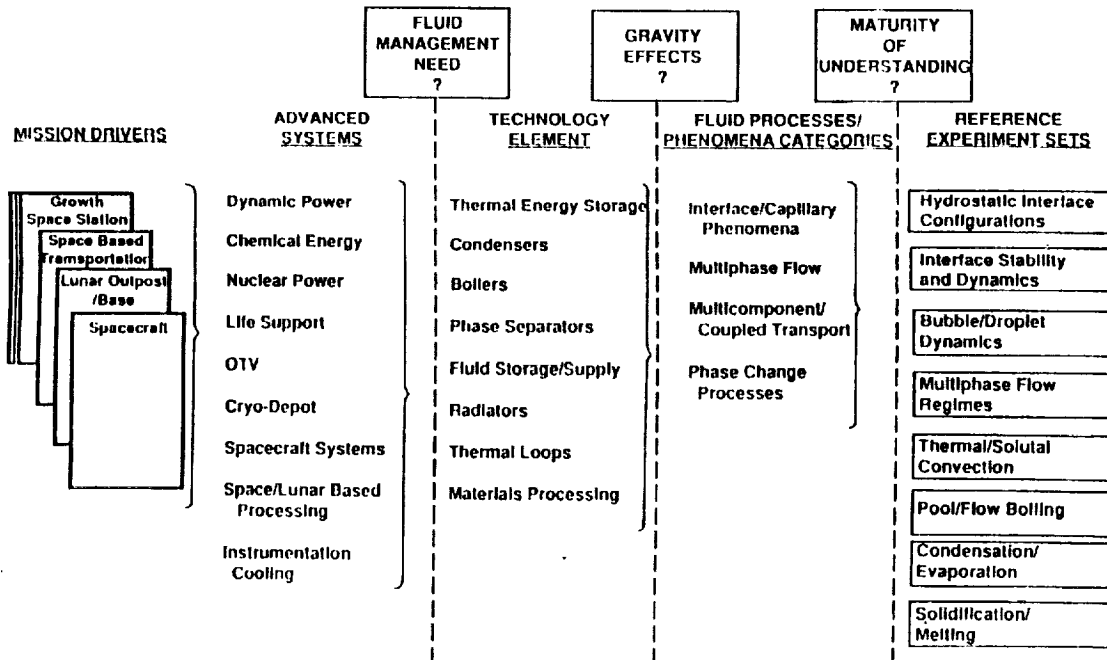 FLUID
MANAGEMENT
NEED
?
GRAVITY
EFFECTS
?
MATURITY
OF
UNDERSTANDING
?
MISSION DRIVERS
ADVANCED
SYSTEMS
TECHNOLOGY
ELEMENT
FLUID PROCESSES/
PHENOMENA CATEGORIES
REFERENCE
EXPERIMENT SETS
Growth
Space Station
Space Based
Transportation
Lunar Outpost
/Base
Spacecraft
Dynamic Power
Chemical Energy
Nuclear Power
Life Support
OTV
Cryo-Depot
Spacecraft Systems
Space/Lunar Based
Processing
Instrumentation
Cooling
Thermal Energy Storage
Condensers
Boilers
Phase Separators
Fluid Storage/Supply
Radiators
Thermal Loops
Materials Processing
Interface/Capillary
Phenomena
Multiphase Flow
Multicomponent/
Coupled Transport
Phase Change
Processes
Hydrostatic Interface
Configurations
Interface Stability
and Dynamics
Bubble/Droplet
Dynamics
Multiphase Flow
Regimes
Thermal/Solutal
Convection
Pool/Flow Boiling
Condensation/
Evaporation
Solidification/
Melting